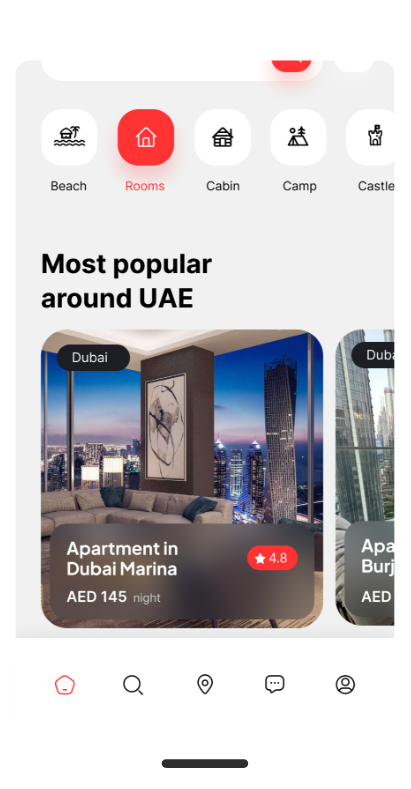 Beach
Rooms
Cabin
Camp
Castle
Most popular
around UAE
Dubai
Apartment in
Dubai Marina
4.8
AED 145 night
Duba
Apa
Burj
AED